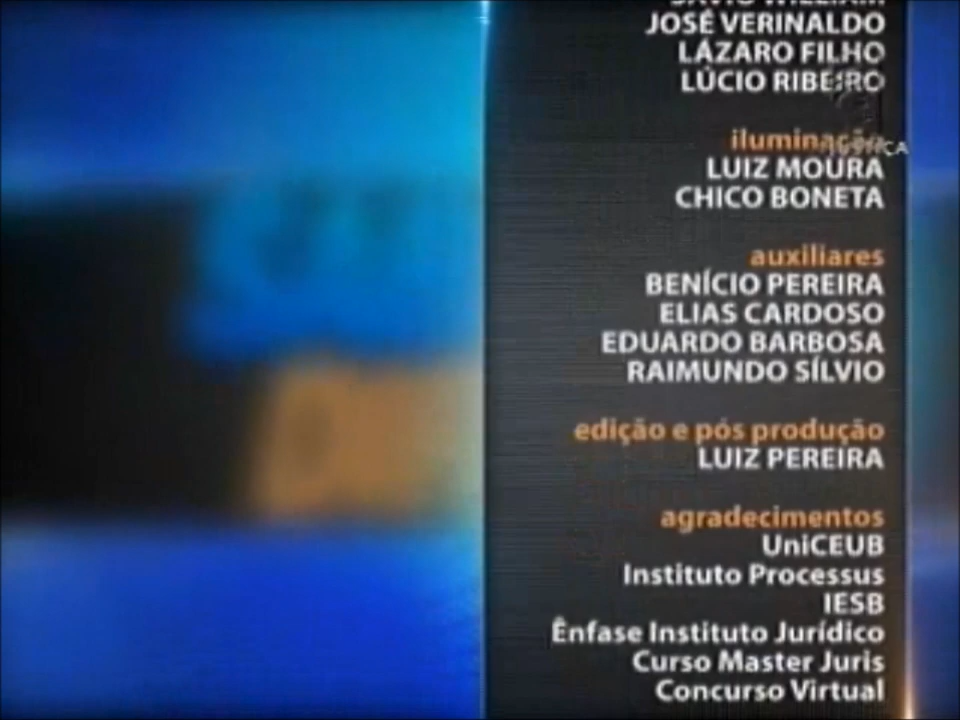 SÁVIO WILLIAM
JOSÉ VERINALDO
LÁZARO FILHO
LÚCIO RIBEIRO
iluminação
LUIZ MOURA
CHICO BONETA
auxiliares
BENÍCIO PEREIRA
ELIAS CARDOSO
EDUARDO BARBOSA
RAIMUNDO SÍLVIO
edição e pós produção
LUIZ PEREIRA
agradecimentos
UniCEUB
Instituto Processus
IESB
Ênfase Instituto Jurídico
Curso Master Juris
Concurso Virtual